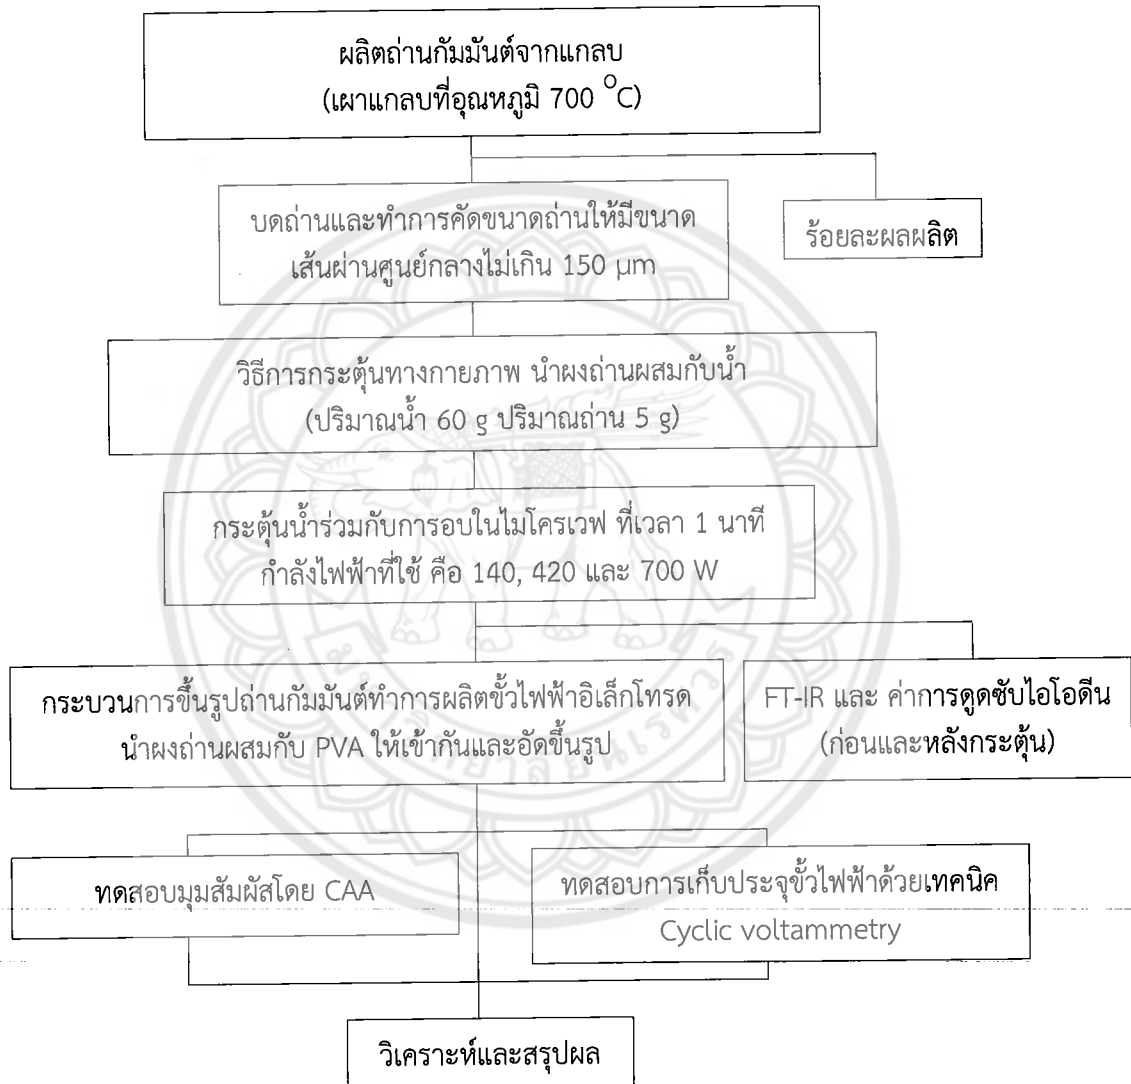 ผลิตถ่านกัมมันต์จากแกลบ
(เผาแกลบที่อุณหภูมิ 700 °C)
บดถ่านและทำการคัดขนาดถ่านให้มีขนาด
เส้นผ่านศูนย์กลางไม่เกิน 150 µm
ร้อยละผลผลิต
วิธีการกระตุ้นทางกายภาพ นำผงถ่านผสมกับน้ำ
(ปริมาณน้ำ 60 g ปริมาณถ่าน 5 g)
กระตุ้นน้ำร่วมกับการอบในไมโครเวฟ ที่เวลา 1 นาที
กำลังไฟฟ้าที่ใช้ คือ 140, 420 และ 700 W
กระบวนการขึ้นรูปถ่านกัมมันต์ทำการผลิตขั้วไฟฟ้าอิเล็กโทรด
นำผงถ่านผสมกับ PVA ให้เข้ากันและอัดขึ้นรูป
FT-IR และ ค่าการดูดซับไอโอดีน
(ก่อนและหลังกระตุ้น)
ทดสอบมุมสัมผัสโดย CAA
ทดสอบการเก็บประจุขั้วไฟฟ้าด้วยเทคนิค
Cyclic voltammetry
วิเคราะห์และสรุปผล